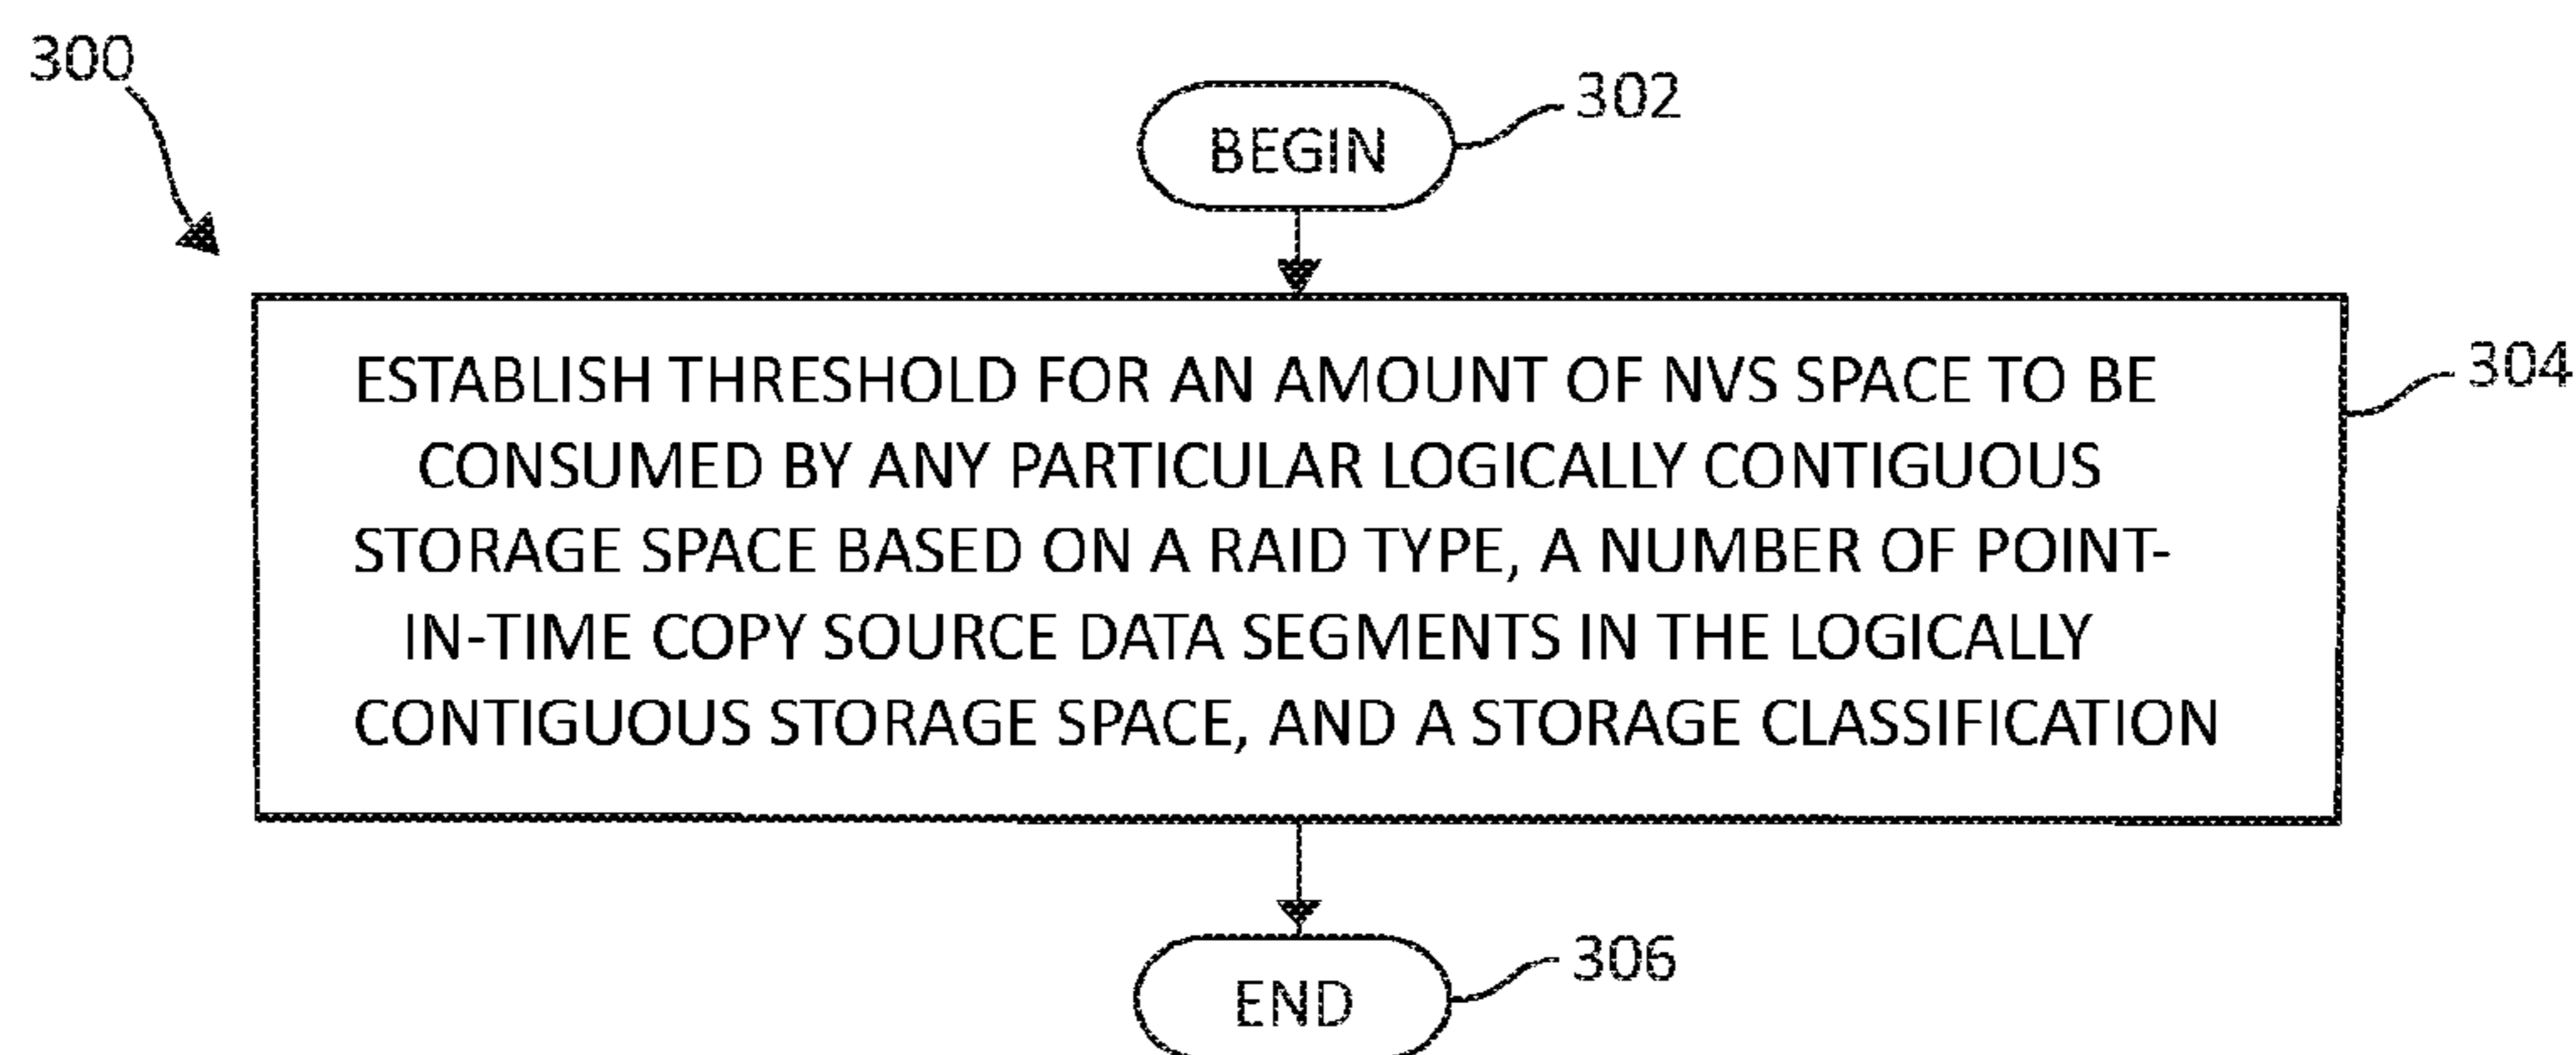 300
302
BEGIN
ESTABLISH THRESHOLD FOR AN AMOUNT OF NVS SPACE TO BE
CONSUMED BY ANY PARTICULAR LOGICALLY CONTIGUOUS
STORAGE SPACE BASED ON A RAID TYPE, A NUMBER OF POINT-
IN-TIME COPY SOURCE DATA SEGMENTS IN THE LOGICALLY
CONTIGUOUS STORAGE SPACE, AND A STORAGE CLASSIFICATION
304
306
END